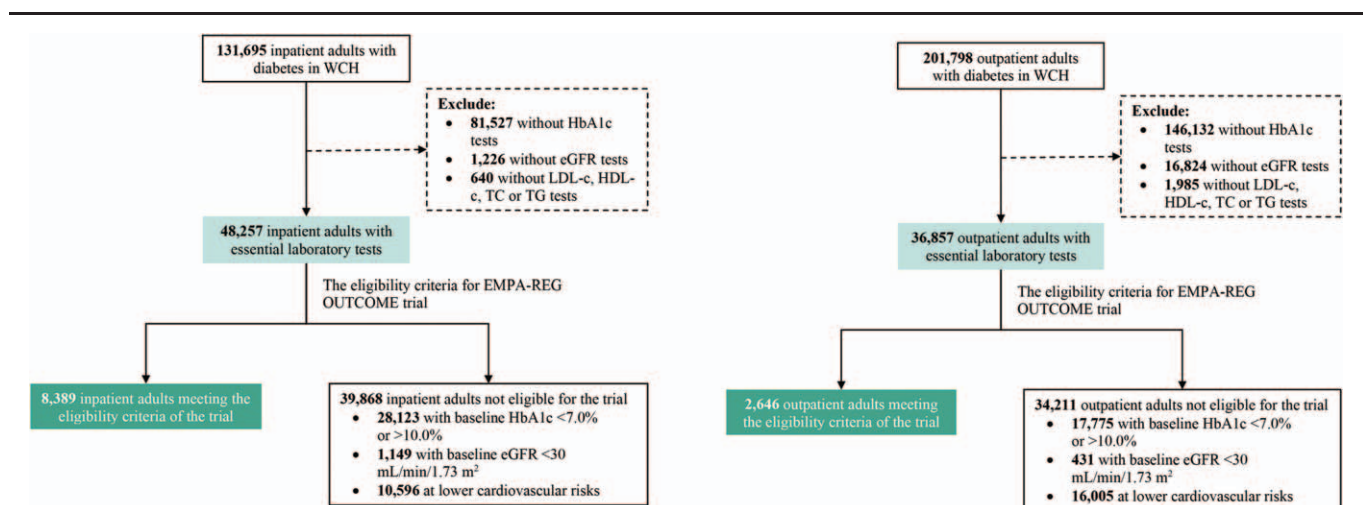 131,695 inpatient adults with
diabetes in WCH
Exclude:
• 81,527 without HbA1c
tests
• 1,226 without eGFR tests
• 640 without LDL-c, HDL-
c, TC or TG tests
48,257 inpatient adults with
essential laboratory tests
The eligibility criteria for EMPA-REG
OUTCOME trial
8,389 inpatient adults meeting the
eligibility criteria of the trial
39,868 inpatient adults not eligible for the trial
• 28,123 with baseline HbA1c <7.0%
or >10.0%
• 1,149 with baseline eGFR <30
mL/min/1.73 m²
• 10,596 at lower cardiovascular risks
201,798 outpatient adults
with diabetes in WCH
Exclude:
• 146,132 without HbA1c
tests
• 16,824 without eGFR tests
• 1,985 without LDL-c,
HDL-c, TC or TG tests
36,857 outpatient adults with
essential laboratory tests
The eligibility criteria for EMPA-REG
OUTCOME trial
2,646 outpatient adults meeting
the eligibility criteria of the trial
34,211 outpatient adults not eligible for the trial
• 17,775 with baseline HbA1c <7.0%
or >10.0%
• 431 with baseline eGFR <30
mL/min/1.73 m²
• 16,005 at lower cardiovascular risks